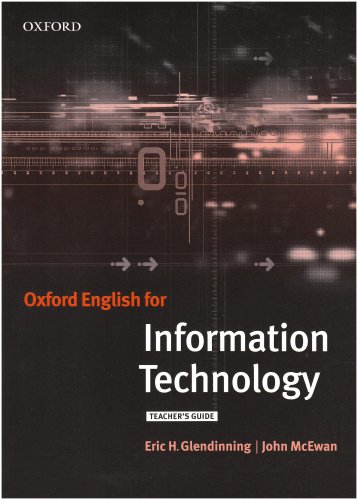 OXFORD
Oxford English for
Information
Technology
TEACHER'S GUIDE
Eric H. Glendinning | John McEwan